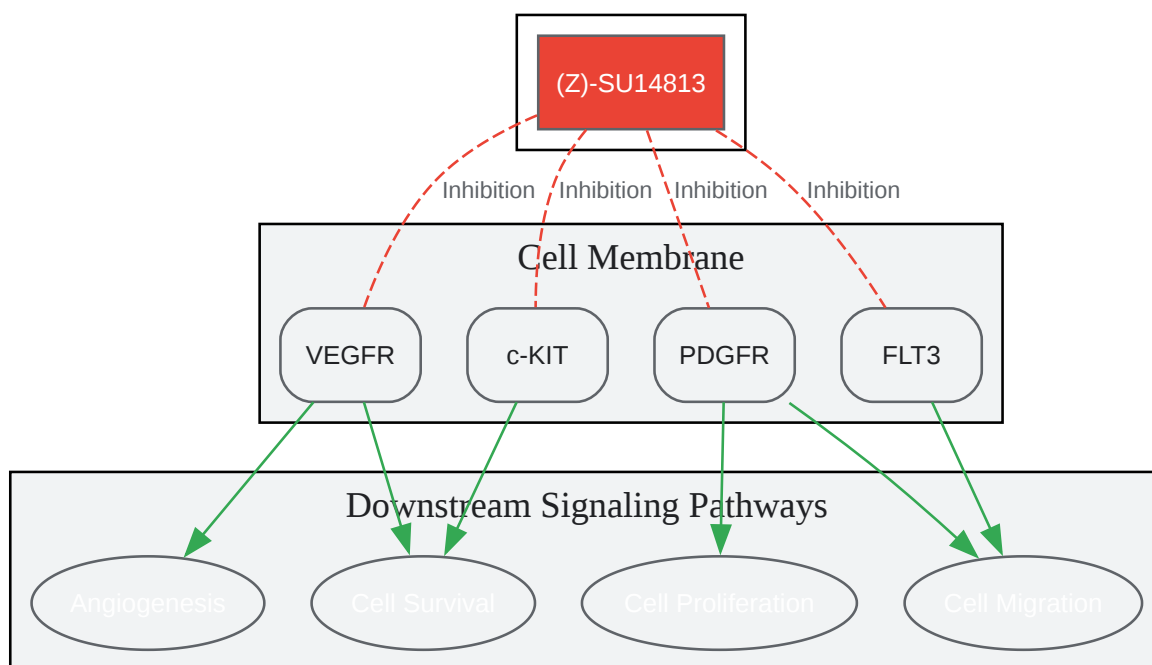 (Z)-SU14813
Inhibition Inhibition Inhibition Inhibition
Cell Membrane
VEGFR c-KIT PDGFR FLT3
Downstream Signaling Pathways
Angiogenesis Cell Survival Cell Proliferation Cell Migration